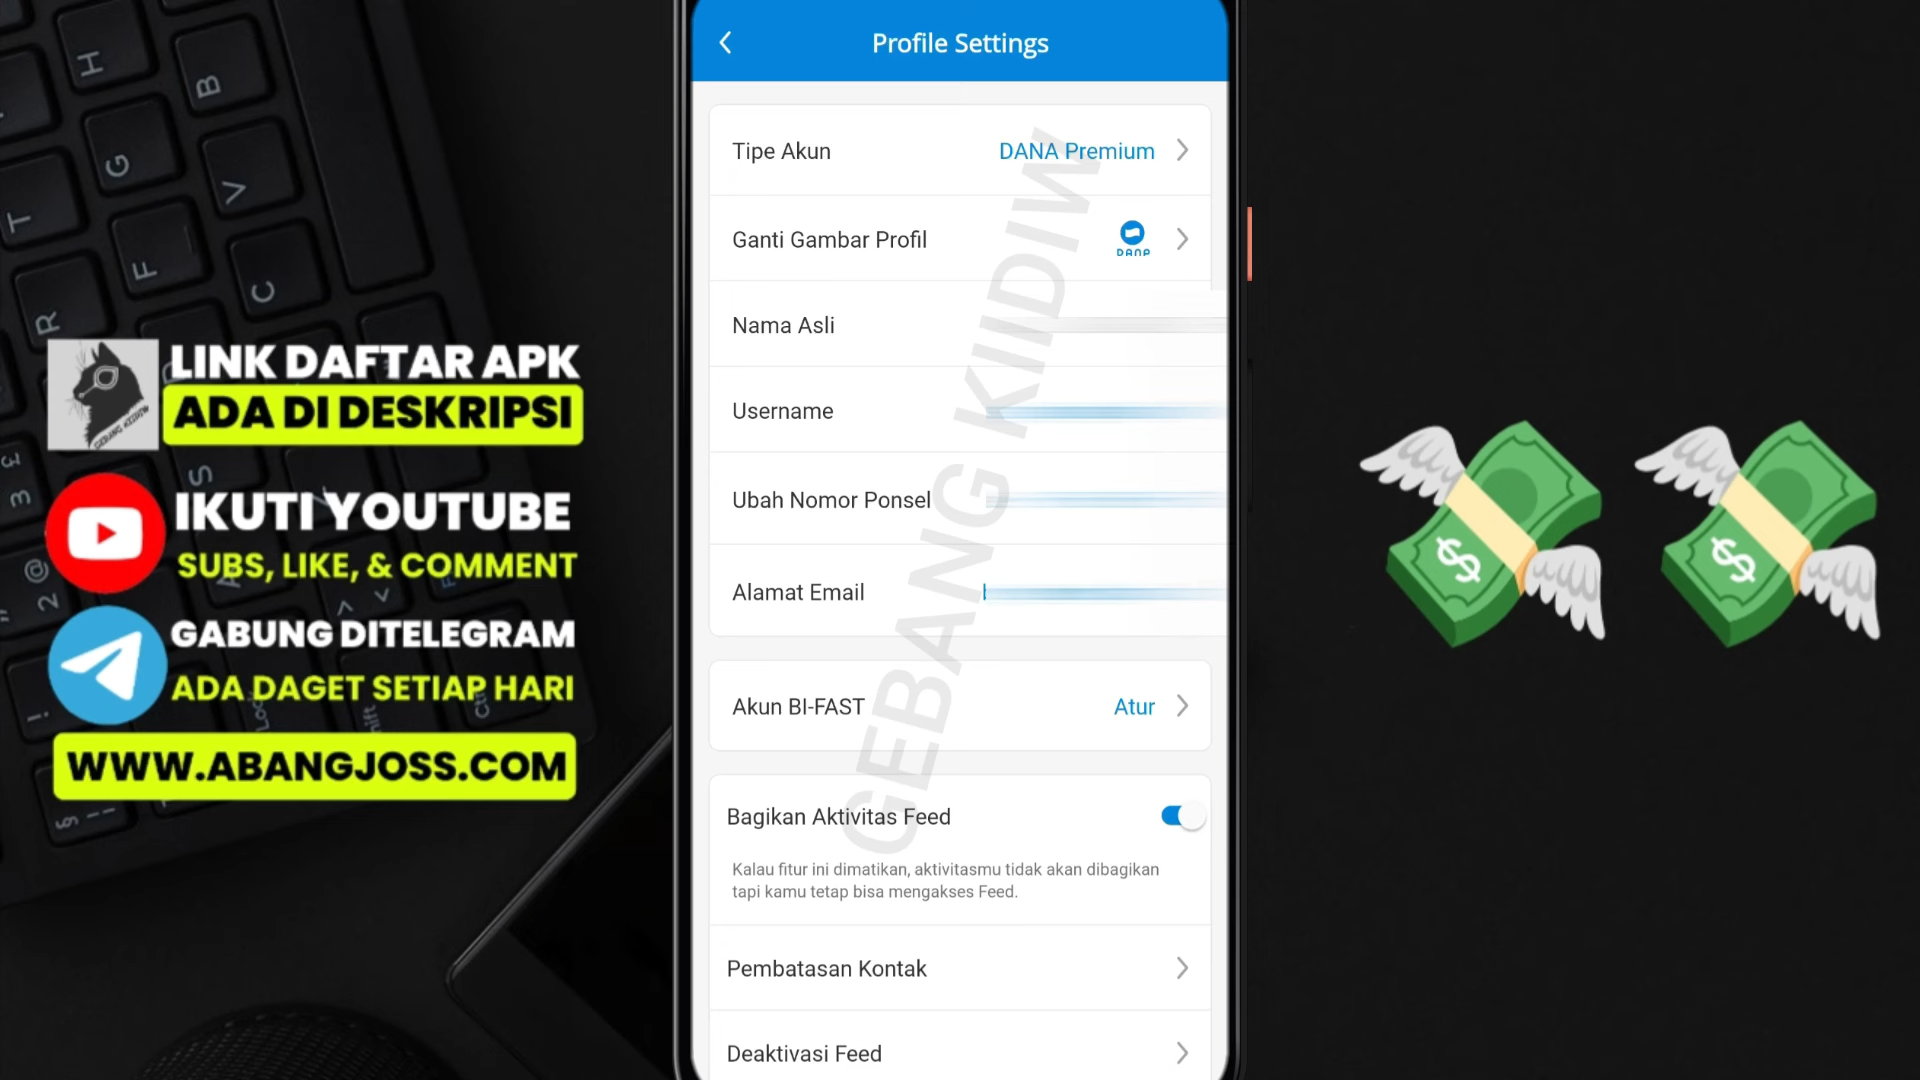 LINK DAFTAR APK
ADA DI DESKRIPSI
GEBANG KIIDIW
IKUTI YOUTUBE
SUBS, LIKE, & COMMENT
GABUNG DITELEGRAM
ADA DAGET SETIAP HARI
WWW.ABANGJOSS.COM
Profile Settings
Tipe Akun DANA Premium
Ganti Gambar Profil DANA
Nama Asli
Username
Ubah Nomor Ponsel
Alamat Email
Akun BI-FAST Atur
Bagikan Aktivitas Feed
Kalau fitur ini dimatikan, aktivitasmu tidak akan dibagikan
tapi kamu tetap bisa mengakses Feed.
Pembatasan Kontak
Deaktivasi Feed
GEBANG KIIDIW